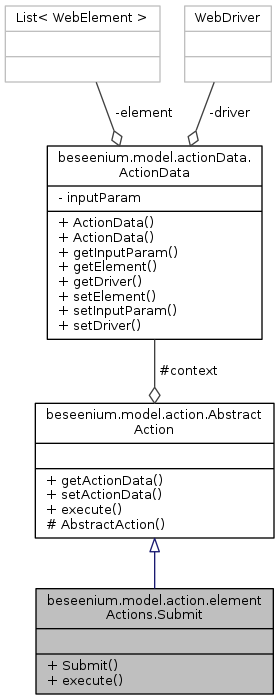 List< WebElement >
WebDriver
-element
-driver
beseenium.model.actionData.
ActionData
- inputParam
+ ActionData()
+ ActionData()
+ getInputParam()
+ getElement()
+ getDriver()
+ setElement()
+ setInputParam()
+ setDriver()
#context
beseenium.model.action.Abstract
Action
+ getActionData()
+ setActionData()
+ execute()
# AbstractAction()
beseenium.model.action.element
Actions.Submit
+ Submit()
+ execute()